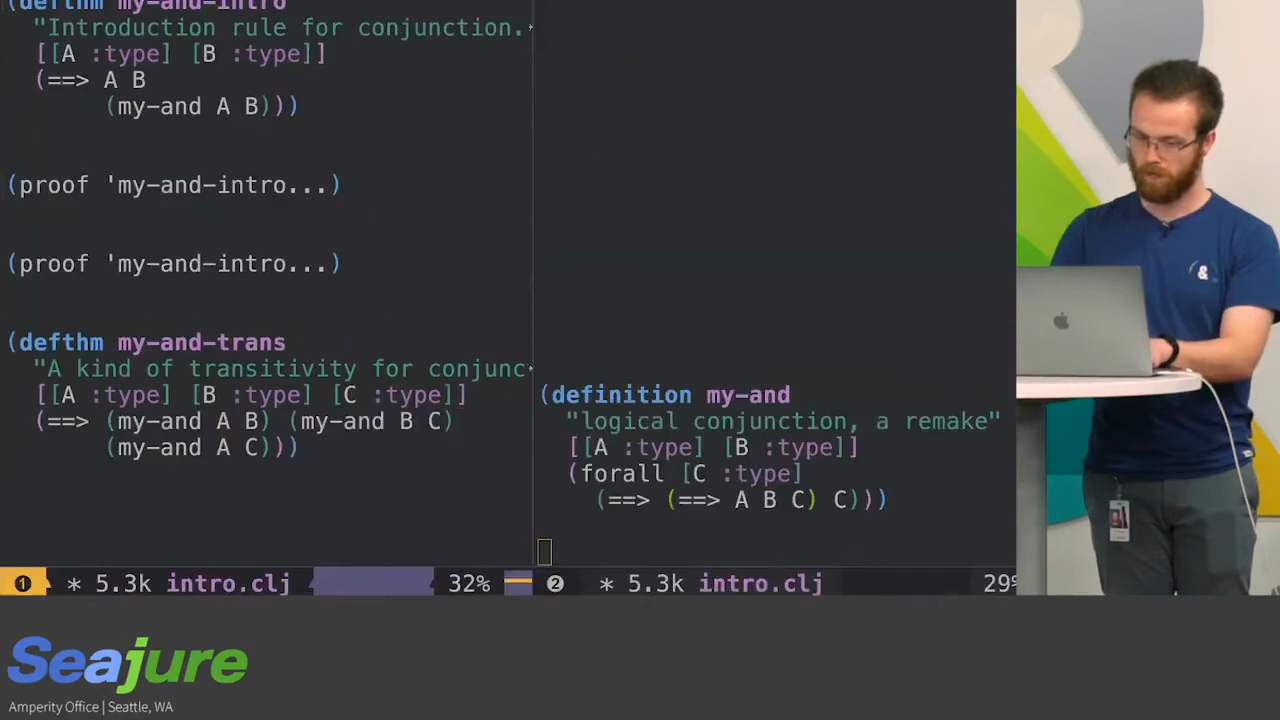 (defthm my-and-intro
"Introduction rule for conjunction.
[[A :type] [B :type]]
(==> A B
(my-and A B)))
(proof 'my-and-intro...)
(proof 'my-and-intro...)
(defthm my-and-trans
"A kind of transitivity for conjunc
[[A :type] [B :type] [C :type]]
(==> (my-and A B) (my-and B C)
(my-and A C)))
❶ * 5.3k intro.clj 32%
(definition my-and
"logical conjunction, a remake"
[[A :type] [B :type]]
(forall [C :type]
(==> (==> A B C) C)))
❷ * 5.3k intro.clj 29%
&
Seajure
Amperity Office | Seattle, WA